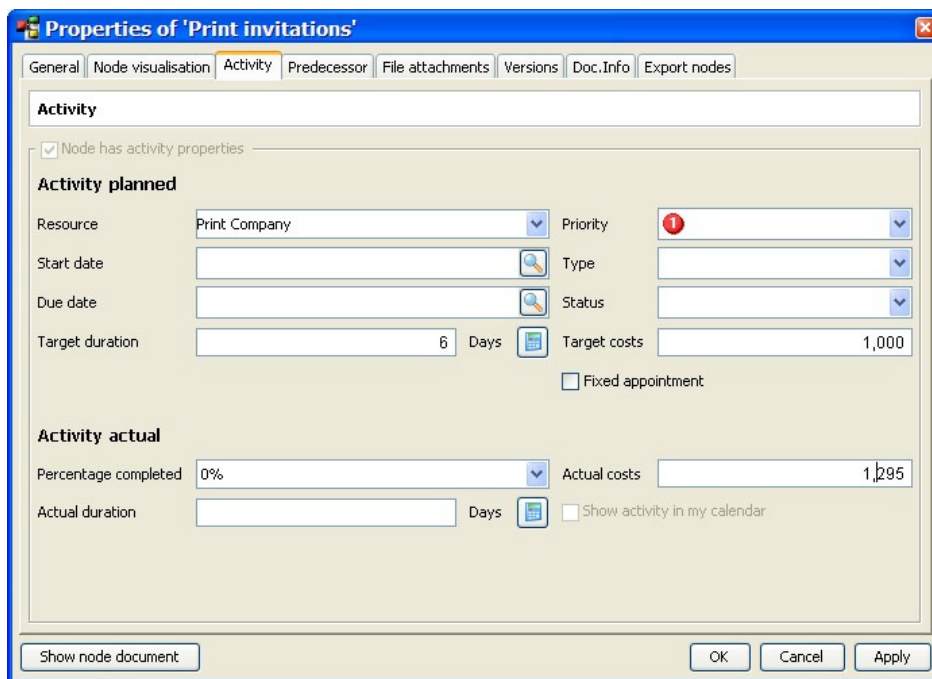 Properties of 'Print invitations'
General Node visualisation Activity Predecessor File attachments Versions Doc.Info Export nodes
Activity
Node has activity properties
Activity planned
Resource Print Company Priority 1
Start date Type
Due date Status
Target duration 6 Days Target costs 1,000
Fixed appointment
Activity actual
Percentage completed 0% Actual costs 1,295
Actual duration Days Show activity in my calendar
Show node document OK Cancel Apply